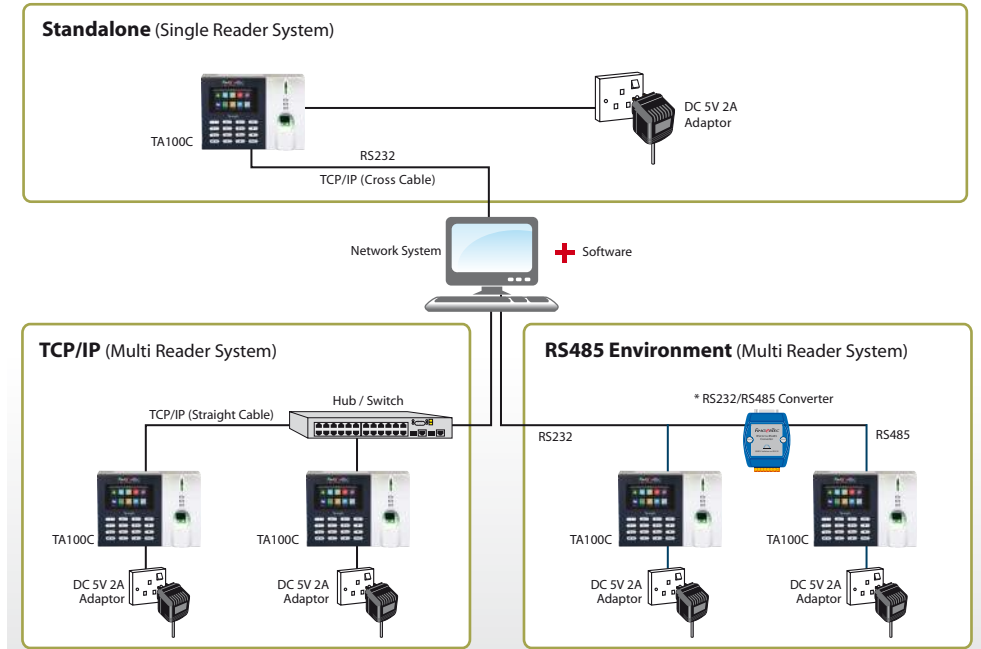 Standalone (Single Reader System)
DC 5V 2A
Adaptor
TA100C
RS232
TCP/IP (Cross Cable)
Network System
Software
TCP/IP (Multi Reader System)
Hub / Switch
TCP/IP (Straight Cable)
TA100C
TA100C
DC 5V 2A
Adaptor
DC 5V 2A
Adaptor
RS485 Environment (Multi Reader System)
* RS232/RS485 Converter
RS232
RS485
TA100C
TA100C
DC 5V 2A
Adaptor
DC 5V 2A
Adaptor